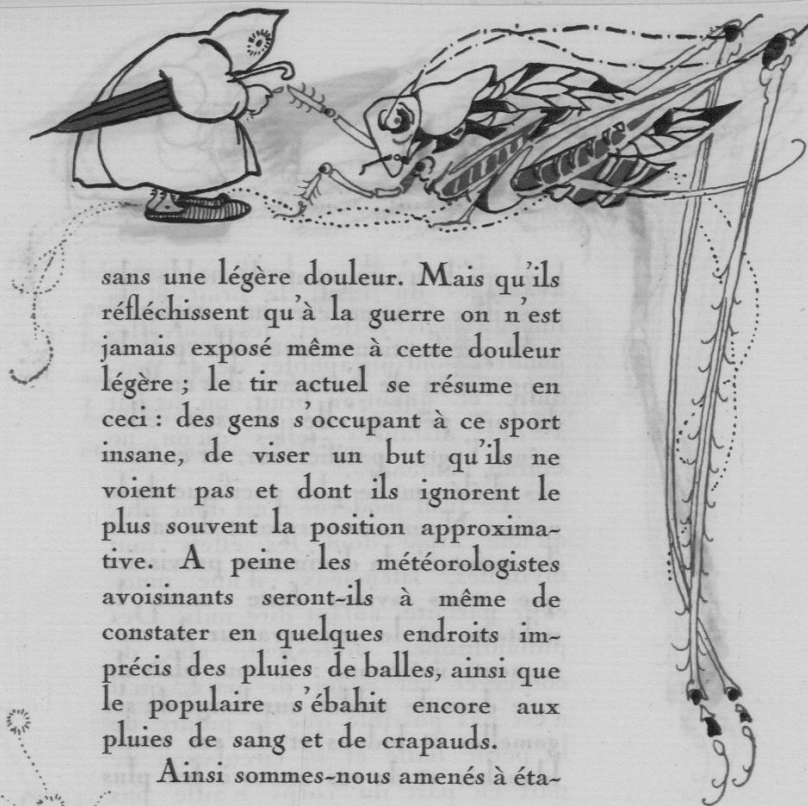 sans une légère douleur. Mais qu'ils
réfléchissent qu'à la guerre on n'est
jamais exposé même à cette douleur
légère ; le tir actuel se résume en
ceci : des gens s'occupant à ce sport
insane, de viser un but qu'ils ne
voient pas et dont ils ignorent le
plus souvent la position approxima-
tive. A peine les météorologistes
avoisinants seront-ils à même de
constater en quelques endroits im-
précis des pluies de balles, ainsi que
le populaire s'ébahit encore aux
pluies de sang et de crapauds.
Ainsi sommes-nous amenés à éta-